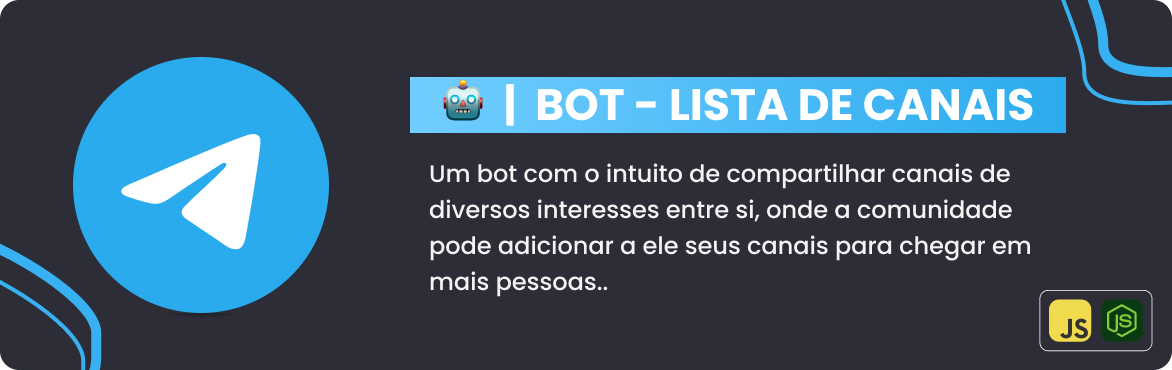 🤖 | BOT - LISTA DE CANAIS
Um bot com o intuito de compartilhar canais de
diversos interesses entre si, onde a comunidade
pode adicionar a ele seus canais para chegar em
mais pessoas..
JS
JS